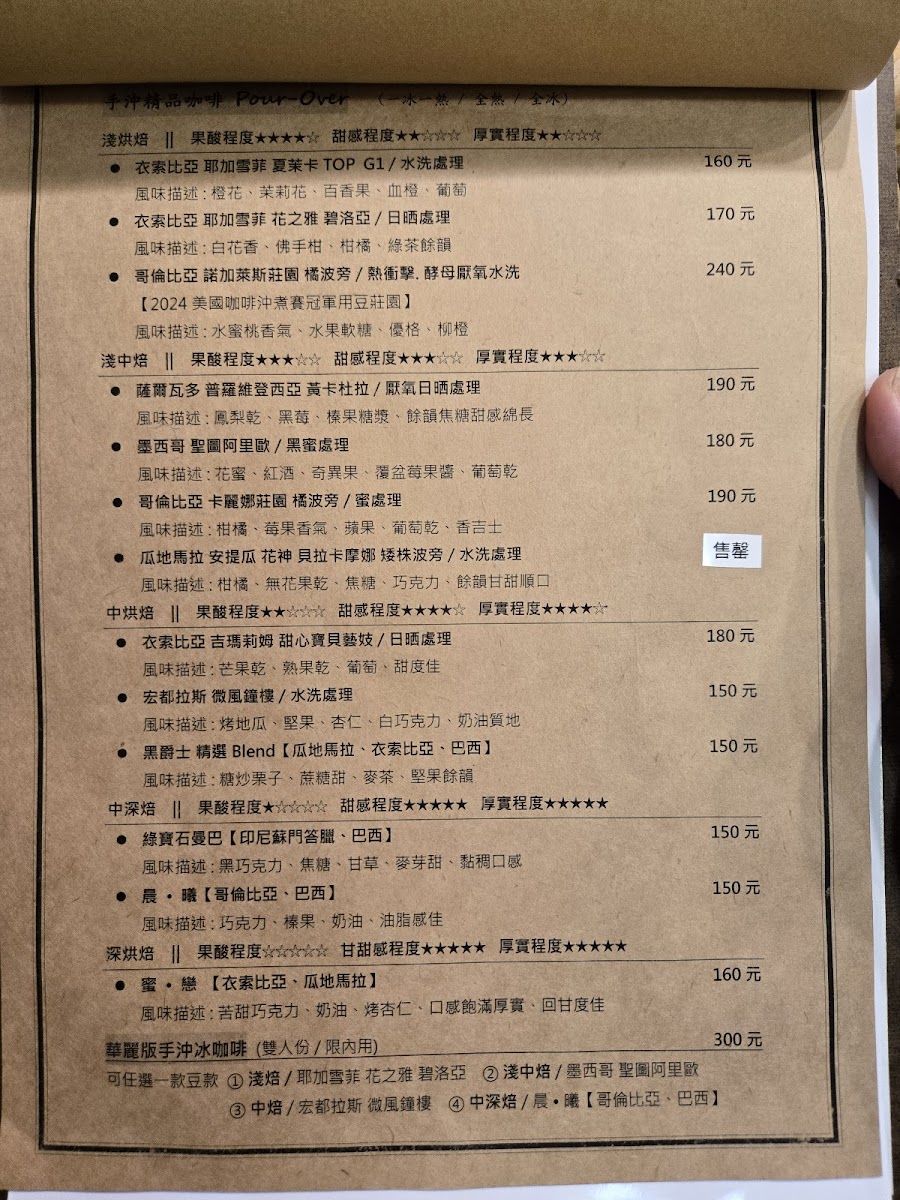 手沖精品咖啡 Pour-Over （一冰一熱 / 全熱 / 全冰）
淺烘焙 || 果酸程度★★★★☆ 甜感程度★★☆☆☆ 厚實程度★★☆☆☆
● 衣索比亞 耶加雪菲 夏茉卡 TOP G1 / 水洗處理 160 元
風味描述 : 橙花、茉莉花、百香果、血橙、葡萄
● 衣索比亞 耶加雪菲 花之雅 碧洛亞 / 日晒處理 170 元
風味描述 : 白花香、佛手柑、柑橘、綠茶餘韻
● 哥倫比亞 諾加萊斯莊園 橘波旁 / 熱衝擊. 酵母厭氧水洗 240 元
【2024 美國咖啡沖煮賽冠軍用豆莊園】
風味描述 : 水蜜桃香氣、水果軟糖、優格、柳橙
淺中焙 || 果酸程度★★★☆☆ 甜感程度★★★☆☆ 厚實程度★★★☆☆
● 薩爾瓦多 普羅維登西亞 黃卡杜拉 / 厭氧日晒處理 190 元
風味描述 : 鳳梨乾、黑莓、榛果糖漿、餘韻焦糖甜感綿長
● 墨西哥 聖圖阿里歐 / 黑蜜處理 180 元
風味描述 : 花蜜、紅酒、奇異果、覆盆莓果醬、葡萄乾
● 哥倫比亞 卡麗娜莊園 橘波旁 / 蜜處理 190 元
風味描述 : 柑橘、莓果香氣、蘋果、葡萄乾、香吉士
● 瓜地馬拉 安提瓜 花神 貝拉卡摩娜 矮株波旁 / 水洗處理 售罄
風味描述 : 柑橘、無花果乾、焦糖、巧克力、餘韻甘甜順口
中烘焙 || 果酸程度★★☆☆☆ 甜感程度★★★★☆ 厚實程度★★★★☆
● 衣索比亞 吉瑪莉姆 甜心寶貝藝妓 / 日晒處理 180 元
風味描述 : 芒果乾、熟果乾、葡萄、甜度佳
● 宏都拉斯 微風鐘樓 / 水洗處理 150 元
風味描述 : 烤地瓜、堅果、杏仁、白巧克力、奶油質地
● 黑爵士 精選 Blend【瓜地馬拉、衣索比亞、巴西】 150 元
風味描述 : 糖炒栗子、蔗糖甜、麥茶、堅果餘韻
中深焙 || 果酸程度★☆☆☆☆ 甜感程度★★★★★ 厚實程度★★★★★
● 綠寶石曼巴【印尼蘇門答臘、巴西】 150 元
風味描述 : 黑巧克力、焦糖、甘草、麥芽甜、黏稠口感
● 晨 • 曦【哥倫比亞、巴西】 150 元
風味描述 : 巧克力、榛果、奶油、油脂感佳
深烘焙 || 果酸程度☆☆☆☆☆ 甘甜感程度★★★★★ 厚實程度★★★★★
● 蜜 • 戀 【衣索比亞、瓜地馬拉】 160 元
風味描述 : 苦甜巧克力、奶油、烤杏仁、口感飽滿厚實、回甘度佳
華麗版手沖冰咖啡 (雙人份 / 限內用) 300 元
可任選一款豆款 ① 淺焙 / 耶加雪菲 花之雅 碧洛亞 ② 淺中焙 / 墨西哥 聖圖阿里歐
③ 中焙 / 宏都拉斯 微風鐘樓 ④ 中深焙 / 晨 • 曦【哥倫比亞、巴西】